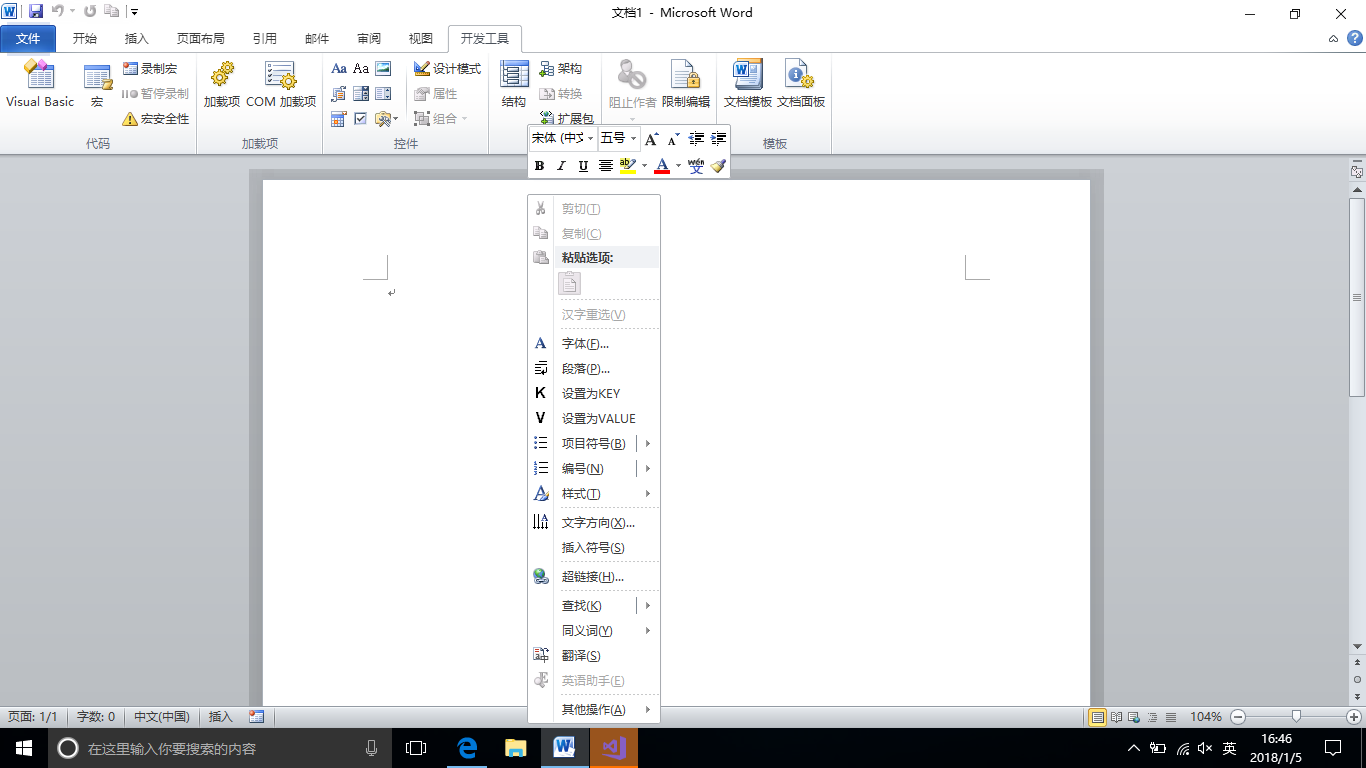 文档1 - Microsoft Word
文件 开始 插入 页面布局 引用 邮件 审阅 视图 开发工具
Visual Basic
宏
录制宏
暂停录制
宏安全性
代码
加载项
COM 加载项
加载项
Aa Aa
设计模式
属性
组合
控件
结构
架构
转换
扩展包
阻止作者
限制编辑
文档模板
文档面板
模板
宋体 (中文 五号 A A
B I U ab A wén 文
剪切(T)
复制(C)
粘贴选项:
汉字重选(V)
字体(F)...
段落(P)...
K 设置为KEY
V 设置为VALUE
项目符号(B)
编号(N)
样式(T)
文字方向(X)...
插入符号(S)
超链接(H)...
查找(K)
同义词(Y)
翻译(S)
英语助手(E)
其他操作(A)
页面: 1/1 字数: 0 中文(中国) 插入 104%
在这里输入你要搜索的内容
英
16:46
2018/1/5